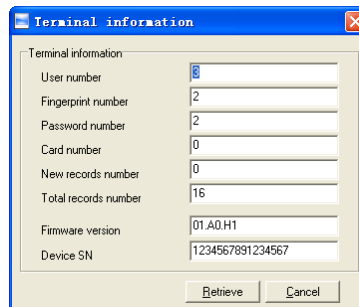 Terminal information
Terminal information
User number 3
Fingerprint number 2
Password number 2
Card number 0
New records number 0
Total records number 16
Firmware version 01.A0.H1
Device SN 1234567891234567
Retrieve Cancel